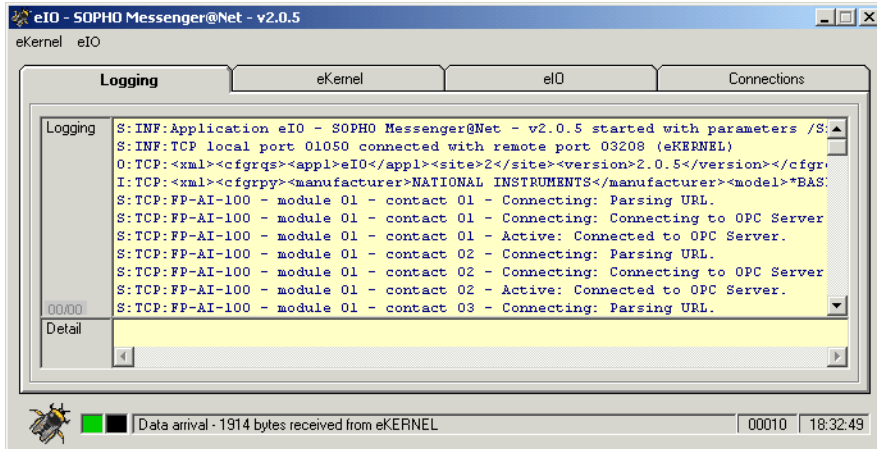 eIO - SOPHO Messenger@Net - v2.0.5
eKernel eIO
Logging eKernel eIO Connections
Logging
S:INF:Application eIO - SOPHO Messenger@Net - v2.0.5 started with parameters /S:
S:INF:TCP local port 01050 connected with remote port 03208 (eKERNEL)
O:TCP:<xml><cfgrqs><appl>eIO</appl><site>2</site><version>2.0.5</version></cfgr
I:TCP:<xml><cfgrpy><manufacturer>NATIONAL INSTRUMENTS</manufacturer><model>*BAS
S:TCP:FP-AI-100 - module 01 - contact 01 - Connecting: Parsing URL.
S:TCP:FP-AI-100 - module 01 - contact 01 - Connecting: Connecting to OPC Server
S:TCP:FP-AI-100 - module 01 - contact 01 - Active: Connected to OPC Server.
S:TCP:FP-AI-100 - module 01 - contact 02 - Connecting: Parsing URL.
S:TCP:FP-AI-100 - module 01 - contact 02 - Connecting: Connecting to OPC Server
S:TCP:FP-AI-100 - module 01 - contact 02 - Active: Connected to OPC Server.
S:TCP:FP-AI-100 - module 01 - contact 03 - Connecting: Parsing URL.
00/00
Detail
Data arrival - 1914 bytes received from eKERNEL 00010 18:32:49